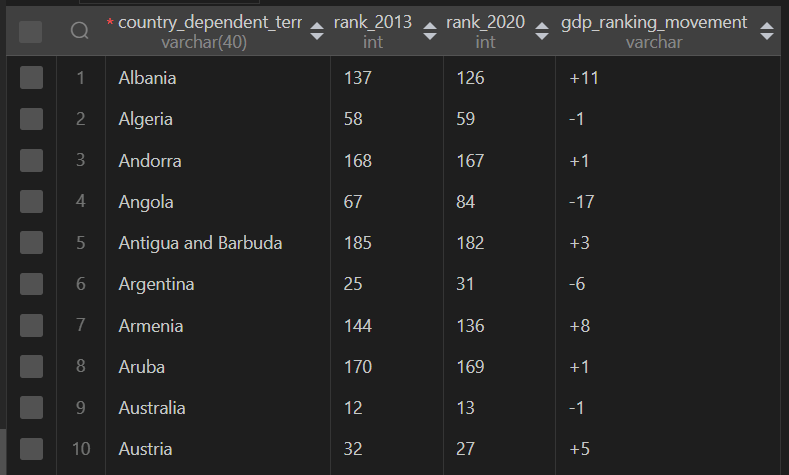 * country_dependent_terr rank_2013 rank_2020 gdp_ranking_movement
varchar(40) int int varchar
1 Albania 137 126 +11
2 Algeria 58 59 -1
3 Andorra 168 167 +1
4 Angola 67 84 -17
5 Antigua and Barbuda 185 182 +3
6 Argentina 25 31 -6
7 Armenia 144 136 +8
8 Aruba 170 169 +1
9 Australia 12 13 -1
10 Austria 32 27 +5